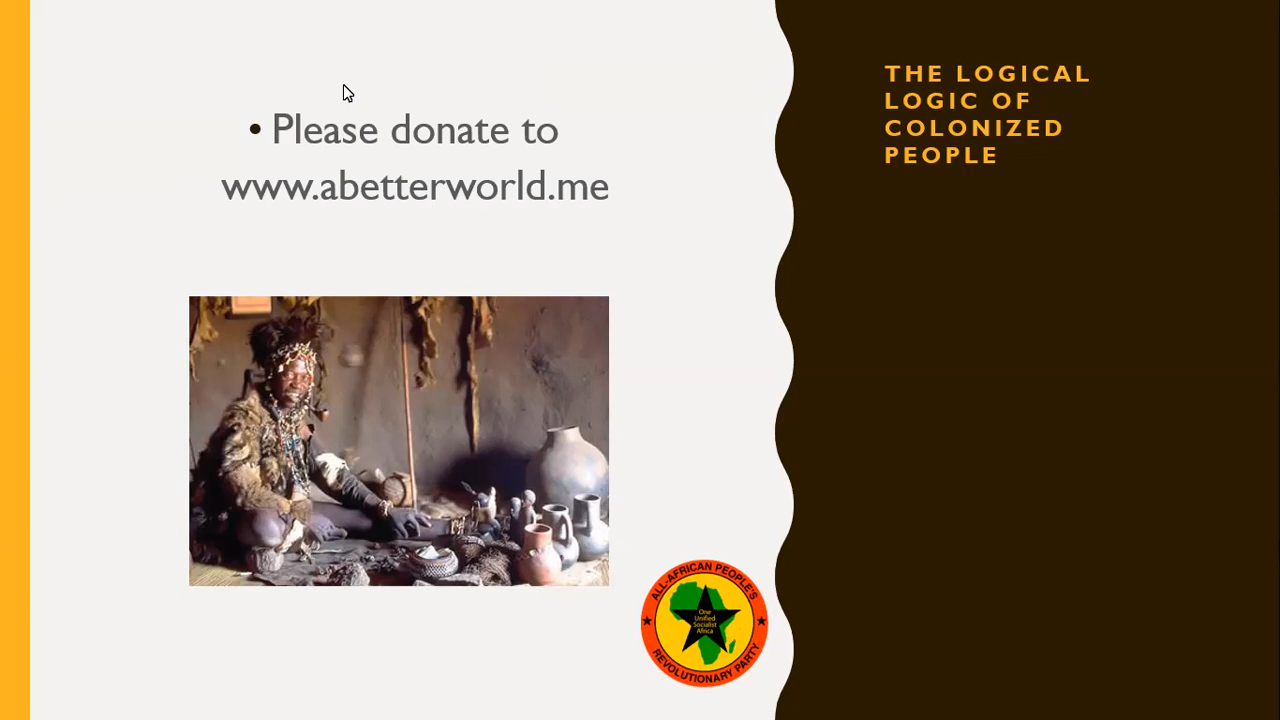 • Please donate to
www.abetterworld.me
THE LOGICAL
LOGIC OF
COLONIZED
PEOPLE
ALL-AFRICAN PEOPLE'S
One
Unified
Socialist
Africa
REVOLUTIONARY PARTY